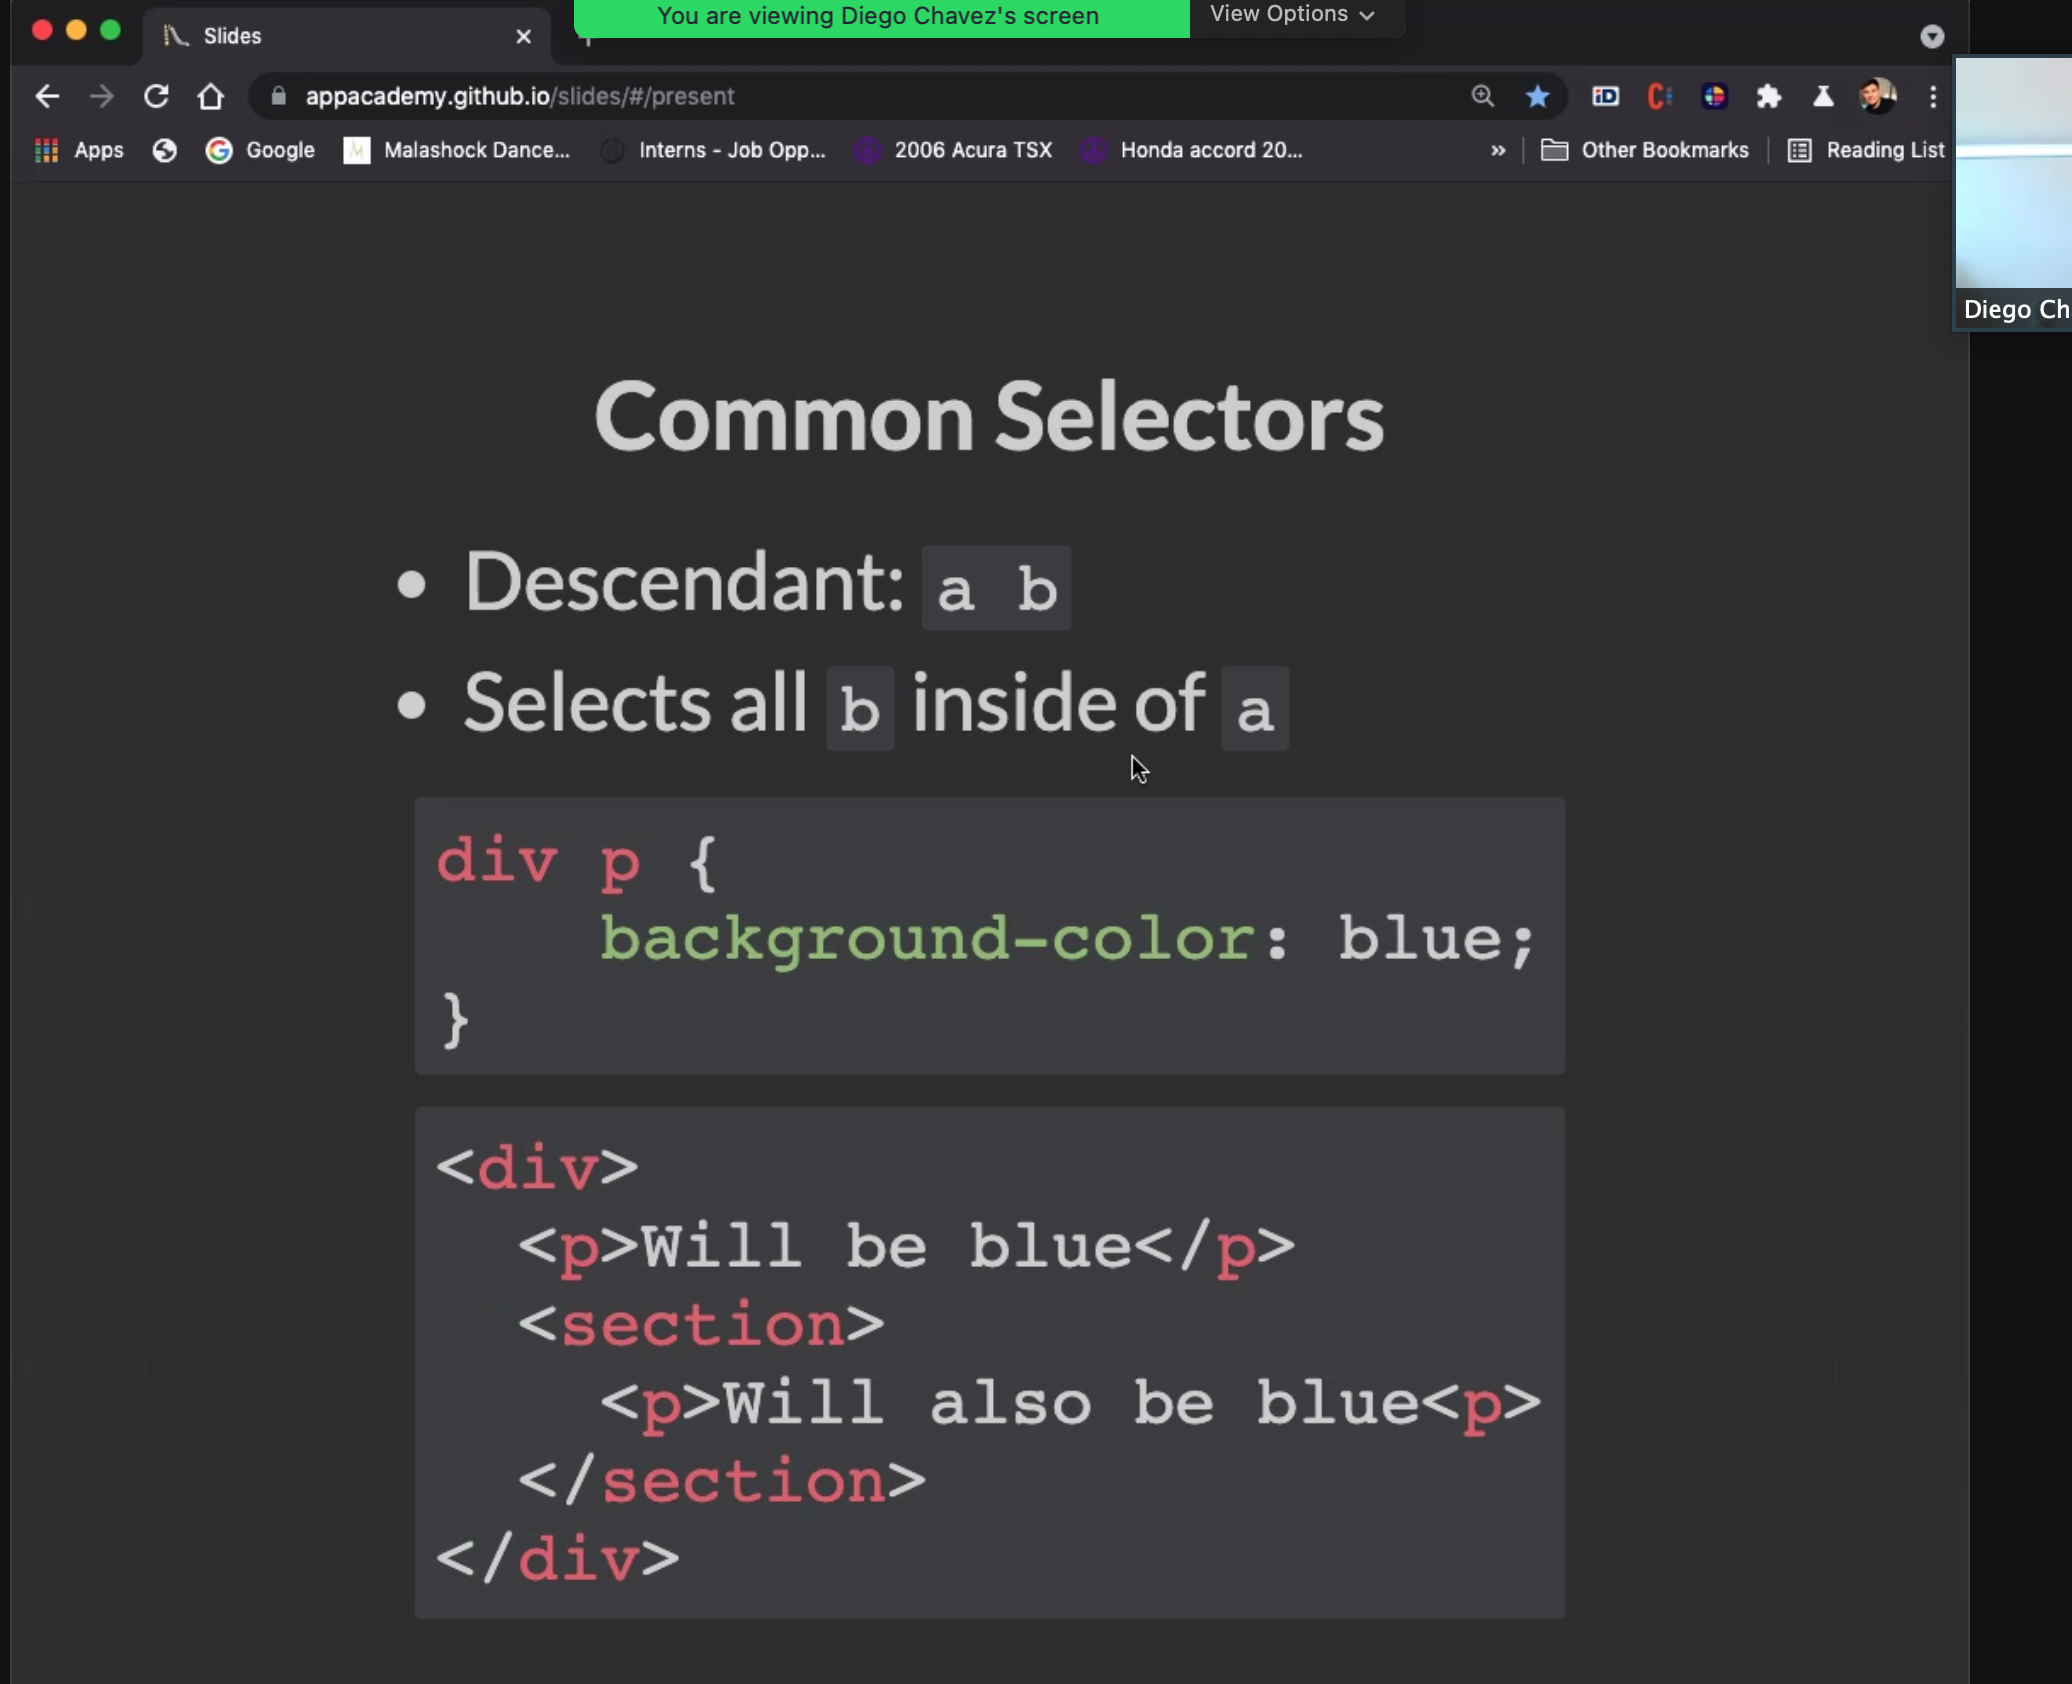 You are viewing Diego Chavez's screen View Options
Slides
appacademy.github.io/slides/#/present
Apps Google Malashock Dance... Interns - Job Opp... 2006 Acura TSX Honda accord 20... » Other Bookmarks Reading List
Diego Ch
Common Selectors
• Descendant: a b
• Selects all b inside of a
div p {
    background-color: blue;
}
<div>
  <p>Will be blue</p>
  <section>
    <p>Will also be blue<p>
  </section>
</div>